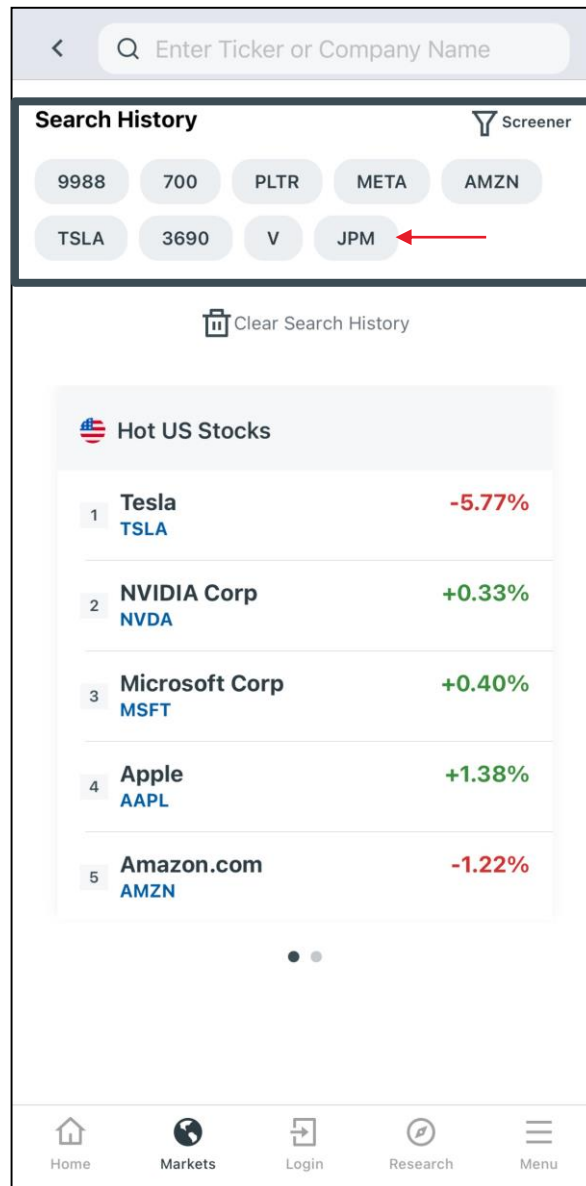 Enter Ticker or Company Name
Search History
Screener
9988 700 PLTR META AMZN
TSLA 3690 V JPM
Clear Search History
Hot US Stocks
1 Tesla -5.77%
TSLA
2 NVIDIA Corp +0.33%
NVDA
3 Microsoft Corp +0.40%
MSFT
4 Apple +1.38%
AAPL
5 Amazon.com -1.22%
AMZN
Home Markets Login Research Menu